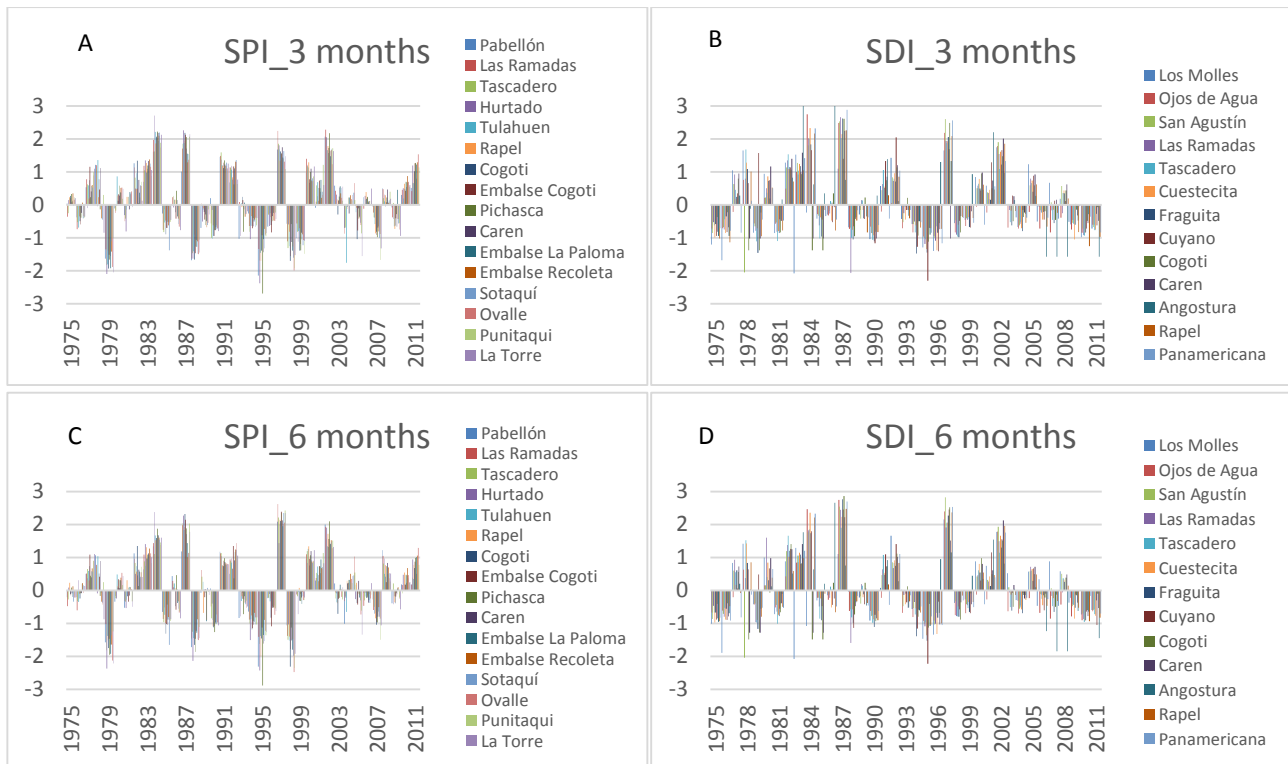 A
SPI_3 months
3
2
1
0
-1
-2
-3
1975
1979
1983
1987
1991
1995
1999
2003
2007
2011
Pabellón
Las Ramadas
Tascadero
Hurtado
Tulahuen
Rapel
Cogoti
Embalse Cogoti
Pichasca
Caren
Embalse La Paloma
Embalse Recoleta
Sotaquí
Ovalle
Punitaqui
La Torre
B
SDI_3 months
3
2
1
0
-1
-2
-3
1975
1978
1981
1984
1987
1990
1993
1996
1999
2002
2005
2008
2011
Los Molles
Ojos de Agua
San Agustín
Las Ramadas
Tascadero
Cuestecita
Fraguita
Cuyano
Cogoti
Caren
Angostura
Rapel
Panamericana
C
SPI_6 months
3
2
1
0
-1
-2
-3
1975
1979
1983
1987
1991
1995
1999
2003
2007
2011
Pabellón
Las Ramadas
Tascadero
Hurtado
Tulahuen
Rapel
Cogoti
Embalse Cogoti
Pichasca
Caren
Embalse La Paloma
Embalse Recoleta
Sotaquí
Ovalle
Punitaqui
La Torre
D
SDI_6 months
3
2
1
0
-1
-2
-3
1975
1978
1981
1984
1987
1990
1993
1996
1999
2002
2005
2008
2011
Los Molles
Ojos de Agua
San Agustín
Las Ramadas
Tascadero
Cuestecita
Fraguita
Cuyano
Cogoti
Caren
Angostura
Rapel
Panamericana